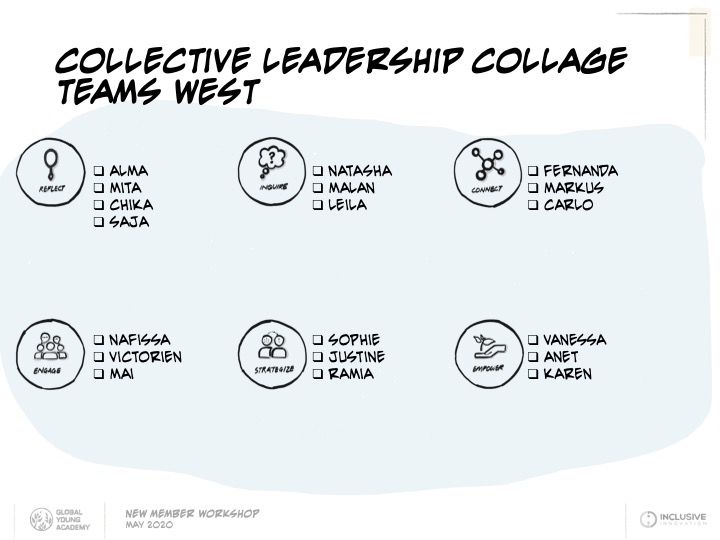 COLLECTIVE LEADERSHIP COLLAGE
TEAMS WEST
REFLECT
❑ ALMA
❑ MITA
❑ CHIKA
❑ SAJA
?
INQUIRE
❑ NATASHA
❑ MALAN
❑ LEILA
CONNECT
❑ FERNANDA
❑ MARKUS
❑ CARLO
ENGAGE
❑ NAFISSA
❑ VICTORIEN
❑ MAI
STRATEGIZE
❑ SOPHIE
❑ JUSTINE
❑ RAMIA
EMPOWER
❑ VANESSA
❑ ANET
❑ KAREN
GLOBAL
YOUNG
ACADEMY
NEW MEMBER WORKSHOP
MAY 2020
INCLUSIVE
INNOVATION